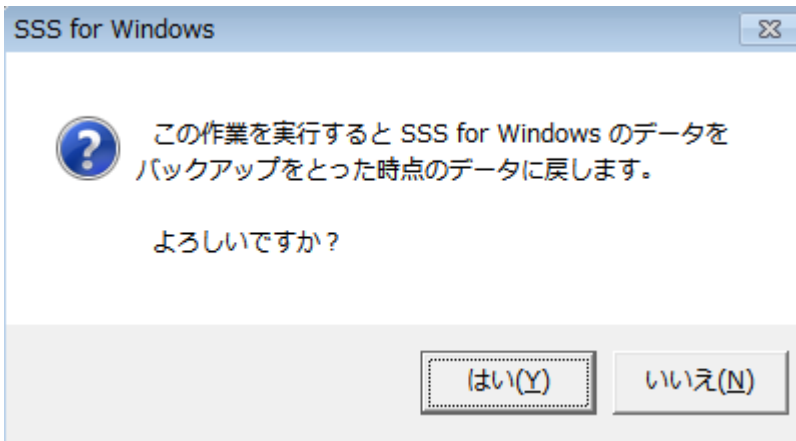 SSS for Windows
この作業を実行すると SSS for Windows のデータを
バックアップをとった時点のデータに戻します。
よろしいですか？
はい(Y)
いいえ(N)